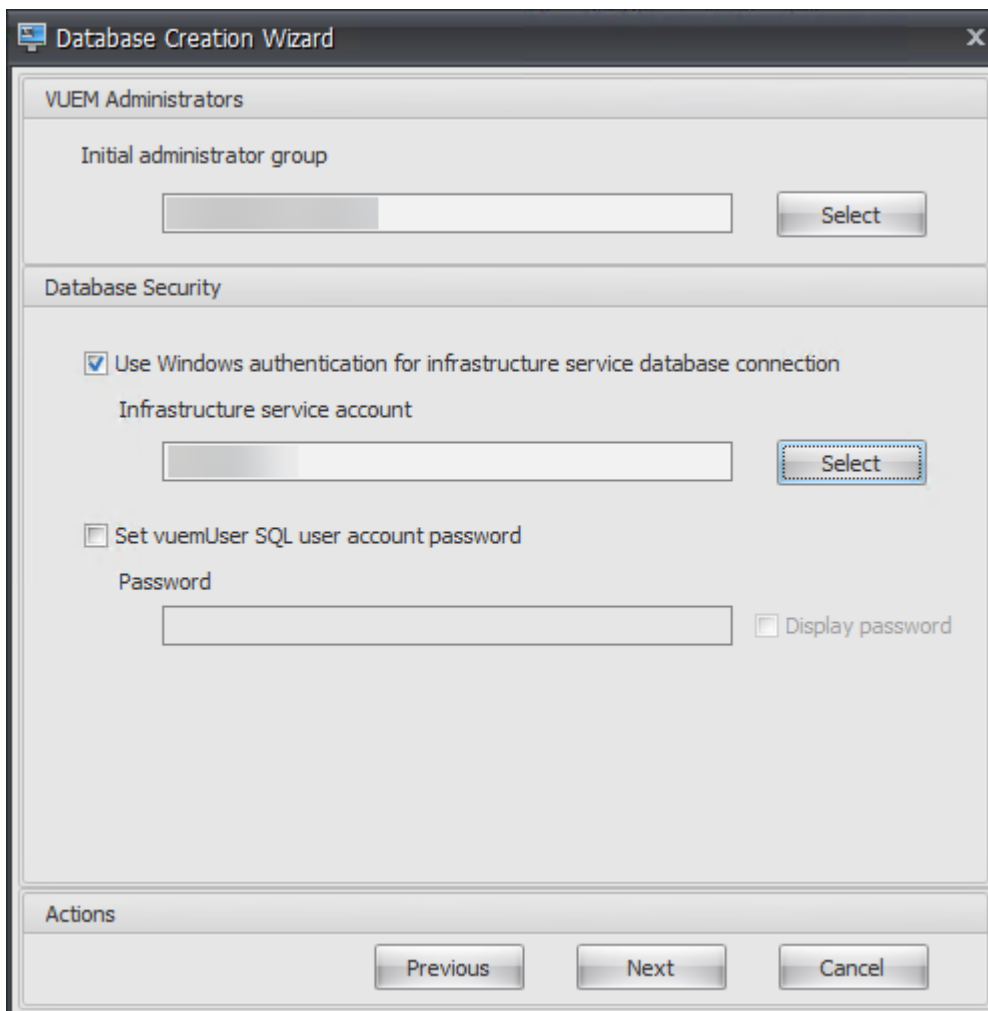 Database Creation Wizard
x
VUEM Administrators
Initial administrator group
Select
Database Security
Use Windows authentication for infrastructure service database connection
Infrastructure service account
Select
Set vuemUser SQL user account password
Password
Display password
Actions
Previous Next Cancel